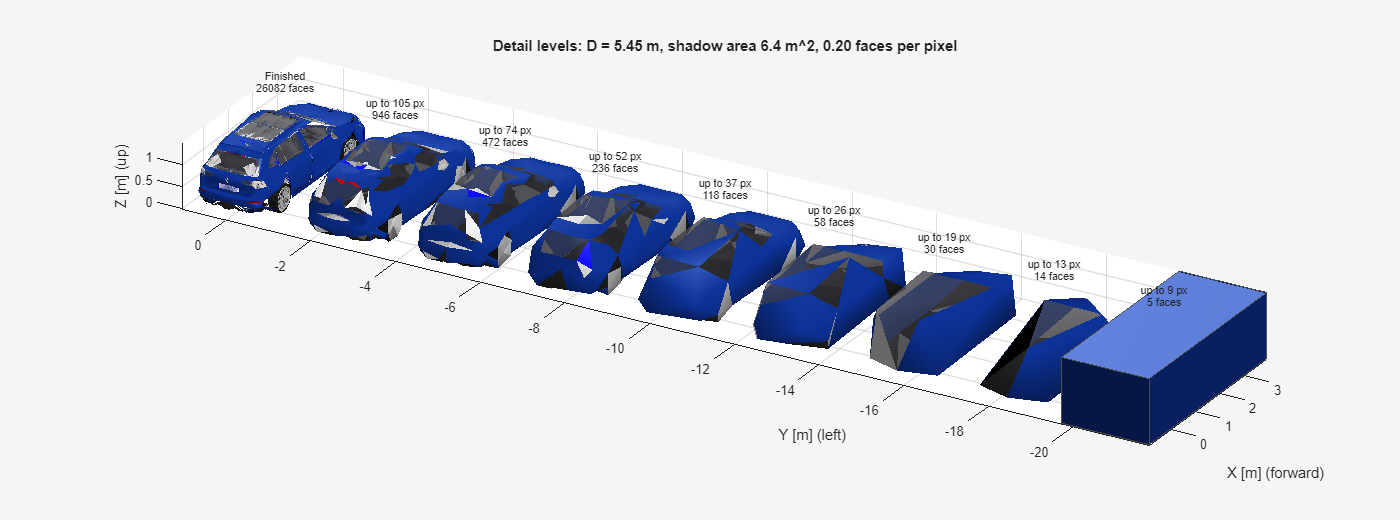 Detail levels: D = 5.45 m, shadow area 6.4 m^2, 0.20 faces per pixel
Finished
26082 faces
up to 105 px
946 faces
up to 74 px
472 faces
up to 52 px
236 faces
up to 37 px
118 faces
up to 26 px
58 faces
up to 19 px
30 faces
up to 13 px
14 faces
up to 9 px
5 faces
Z [m] (up)
1
0.5
0
0
-2
-4
-6
-8
-10
-12
-14
-16
-18
-20
Y [m] (left)
0
1
2
3
X [m] (forward)